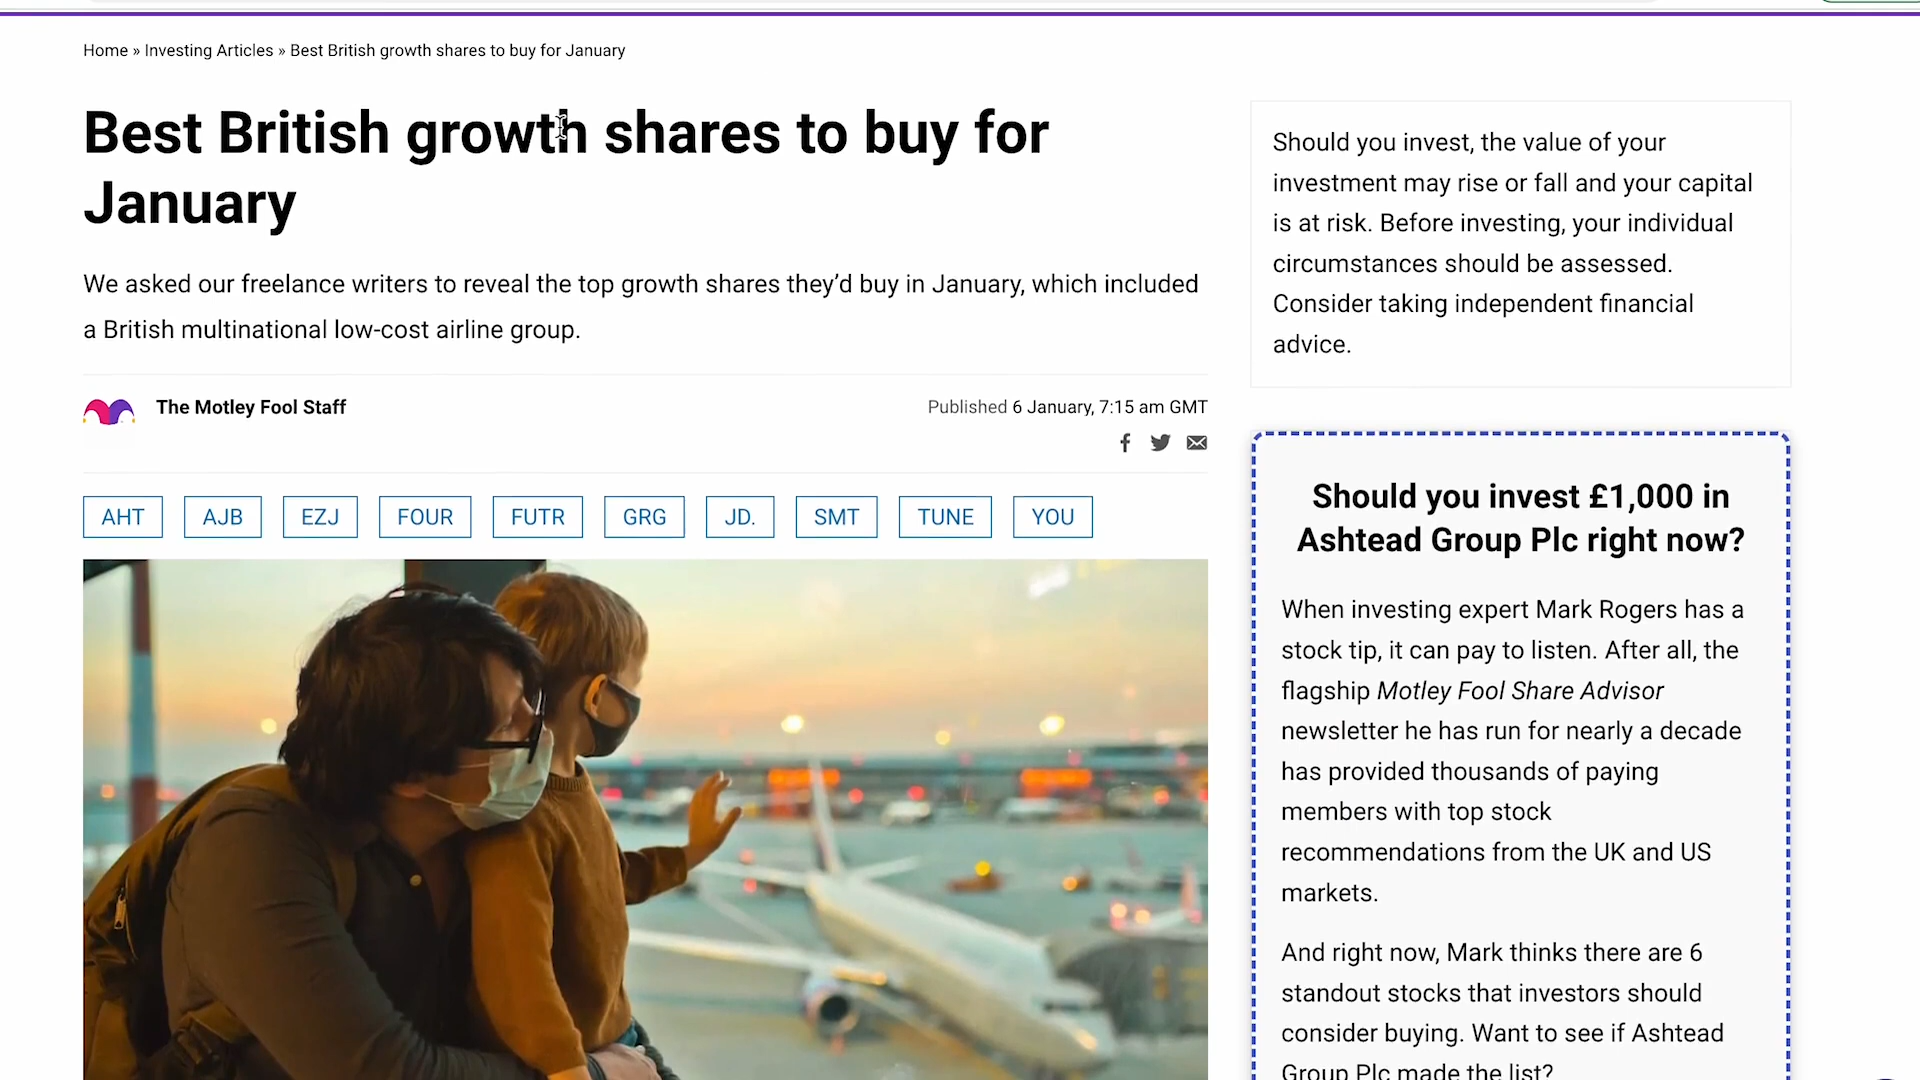 Home » Investing Articles » Best British growth shares to buy for January
Best British growth shares to buy for
January
We asked our freelance writers to reveal the top growth shares they’d buy in January, which included
a British multinational low-cost airline group.
The Motley Fool Staff
Published 6 January, 7:15 am GMT
AHT AJB EZJ FOUR FUTR GRG JD. SMT TUNE YOU
Should you invest, the value of your
investment may rise or fall and your capital
is at risk. Before investing, your individual
circumstances should be assessed.
Consider taking independent financial
advice.
Should you invest £1,000 in
Ashtead Group Plc right now?
When investing expert Mark Rogers has a
stock tip, it can pay to listen. After all, the
flagship Motley Fool Share Advisor
newsletter he has run for nearly a decade
has provided thousands of paying
members with top stock
recommendations from the UK and US
markets.
And right now, Mark thinks there are 6
standout stocks that investors should
consider buying. Want to see if Ashtead
Group Plc made the list?